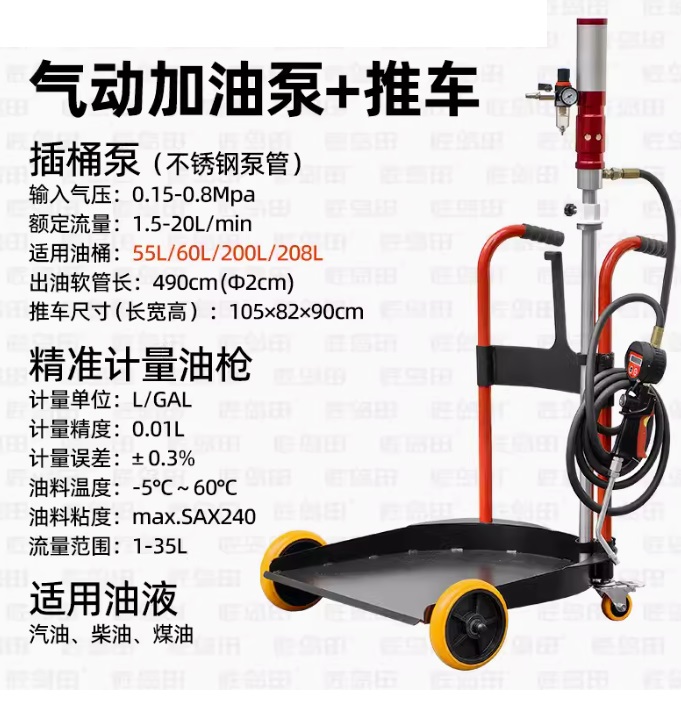 气动加油泵+推车
插桶泵（不锈钢泵管）
输入气压：0.15-0.8Mpa
额定流量：1.5-20L/min
适用油桶：55L/60L/200L/208L
出油软管长：490cm(Φ2cm)
推车尺寸（长宽高）：105×82×90cm
精准计量油枪
计量单位：L/GAL
计量精度：0.01L
计量误差：±0.3%
油料温度：-5℃～60℃
油料粘度：max.SAX240
流量范围：1-35L
适用油液
汽油、柴油、煤油